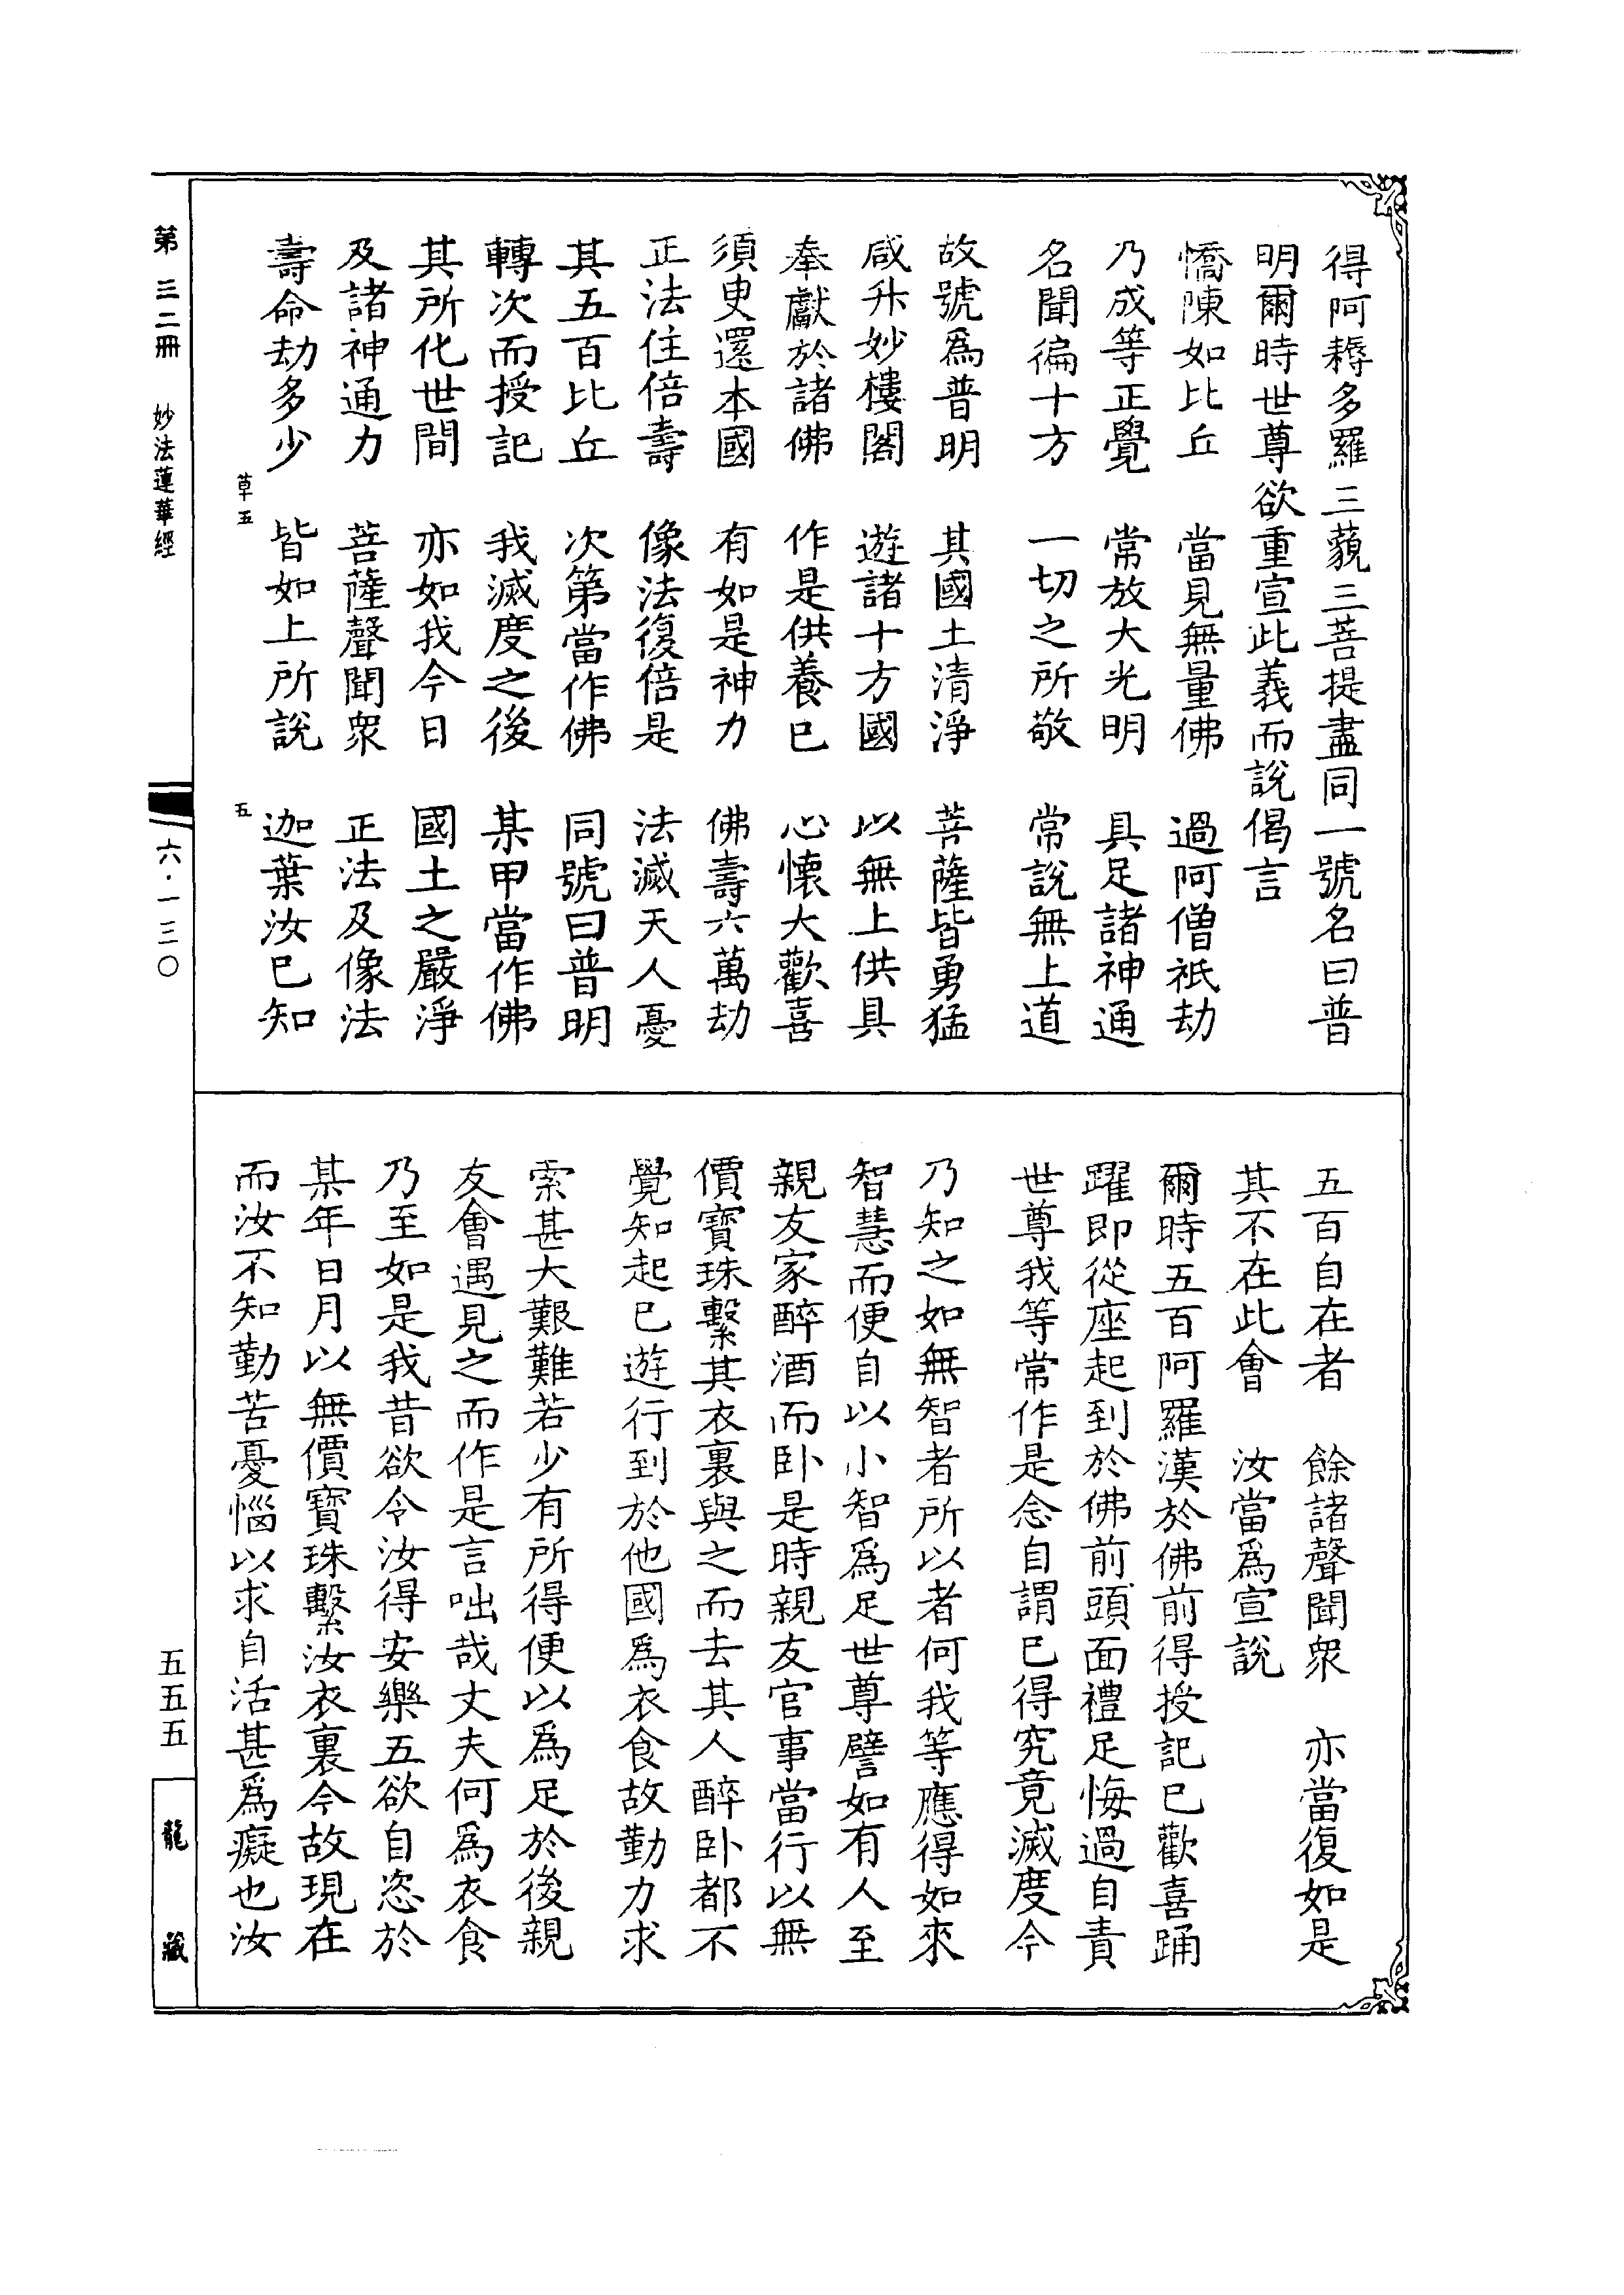 得阿耨多羅三藐三菩提盡同一號名曰普
明爾時世尊欲重宣此義而說偈言
憍陳如比丘　當見無量佛　過阿僧祇劫
乃成等正覺　常放大光明　具足諸神通
名聞徧十方　一切之所敬　常說無上道
故號爲普明　其國土清淨　菩薩皆勇猛
咸升妙樓閣　遊諸十方國　以無上供具
奉獻於諸佛　作是供養已　心懷大歡喜
須臾還本國　有如是神力　佛壽六萬劫
正法住倍壽　像法復倍是　法滅天人憂
其五百比丘　次第當作佛　同號曰普明
轉次而授記　我滅度之後　某甲當作佛
其所化世間　亦如我今日　國土之嚴淨
及諸神通力　菩薩聲聞衆　正法及像法
壽命劫多少　皆如上所說　迦葉汝已知
草五　五
五百自在者　餘諸聲聞衆　亦當復如是
其不在此會　汝當爲宣說
爾時五百阿羅漢於佛前得授記已歡喜踊
躍即從座起到於佛前頭面禮足悔過自責
世尊我等常作是念自謂已得究竟滅度今
乃知之如無智者所以者何我等應得如來
智慧而便自以小智爲足世尊譬如有人至
親友家醉酒而卧是時親友官事當行以無
價寶珠繫其衣裏與之而去其人醉卧都不
覺知起已遊行到於他國爲衣食故勤力求
索甚大艱難若少有所得便以爲足於後親
友會遇見之而作是言咄哉丈夫何爲衣食
乃至如是我昔欲令汝得安樂五欲自恣於
某年日月以無價寶珠繫汝衣裏今故現在
而汝不知勤苦憂惱以求自活甚爲癡也汝
第三二冊　妙法蓮華經　六·一三〇　五五五　龍藏